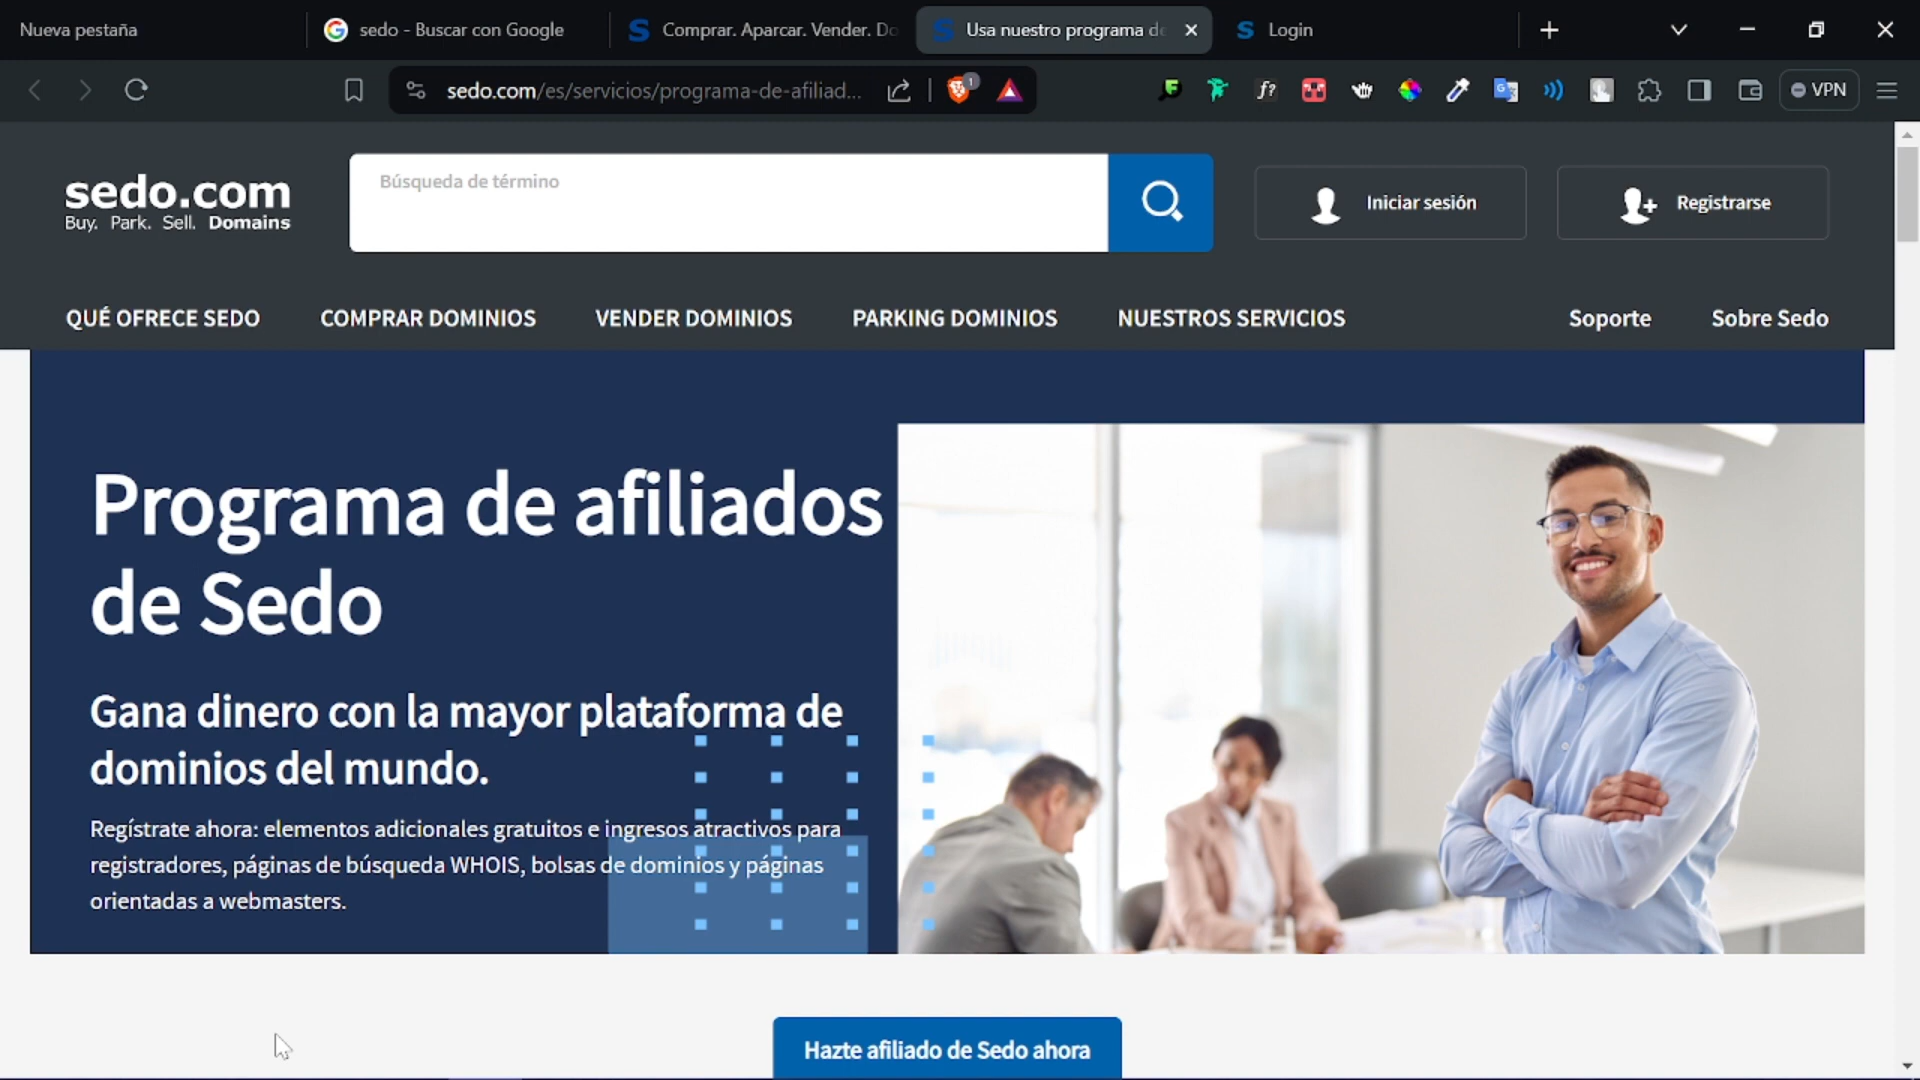 Nueva pestaña
sedo - Buscar con Google
Comprar. Aparcar. Vender. Do
Usa nuestro programa de
Login
sedo.com/es/servicios/programa-de-afiliad...
1
VPN
sedo.com
Buy. Park. Sell. Domains
Búsqueda de término
Iniciar sesión
Registrarse
QUÉ OFRECE SEDO
COMPRAR DOMINIOS
VENDER DOMINIOS
PARKING DOMINIOS
NUESTROS SERVICIOS
Soporte
Sobre Sedo
Programa de afiliados
de Sedo
Gana dinero con la mayor plataforma de
dominios del mundo.
Regístrate ahora: elementos adicionales gratuitos e ingresos atractivos para
registradores, páginas de búsqueda WHOIS, bolsas de dominios y páginas
orientadas a webmasters.
Hazte afiliado de Sedo ahora